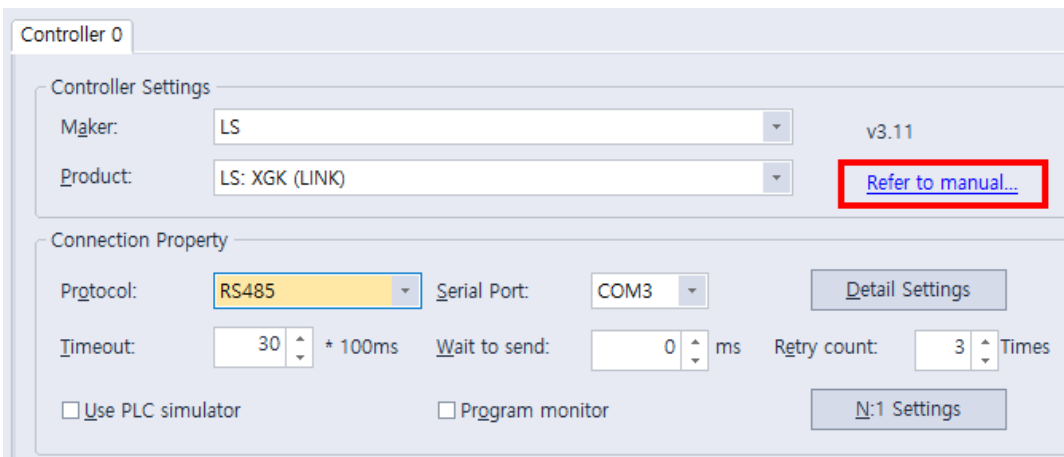 Controller 0
Controller Settings
Maker: LS v3.11
Product: LS: XGK (LINK) Refer to manual...
Connection Property
Protocol: RS485 Serial Port: COM3 Detail Settings
Timeout: 30 * 100ms Wait to send: 0 ms Retry count: 3 Times
Use PLC simulator Program monitor N:1 Settings